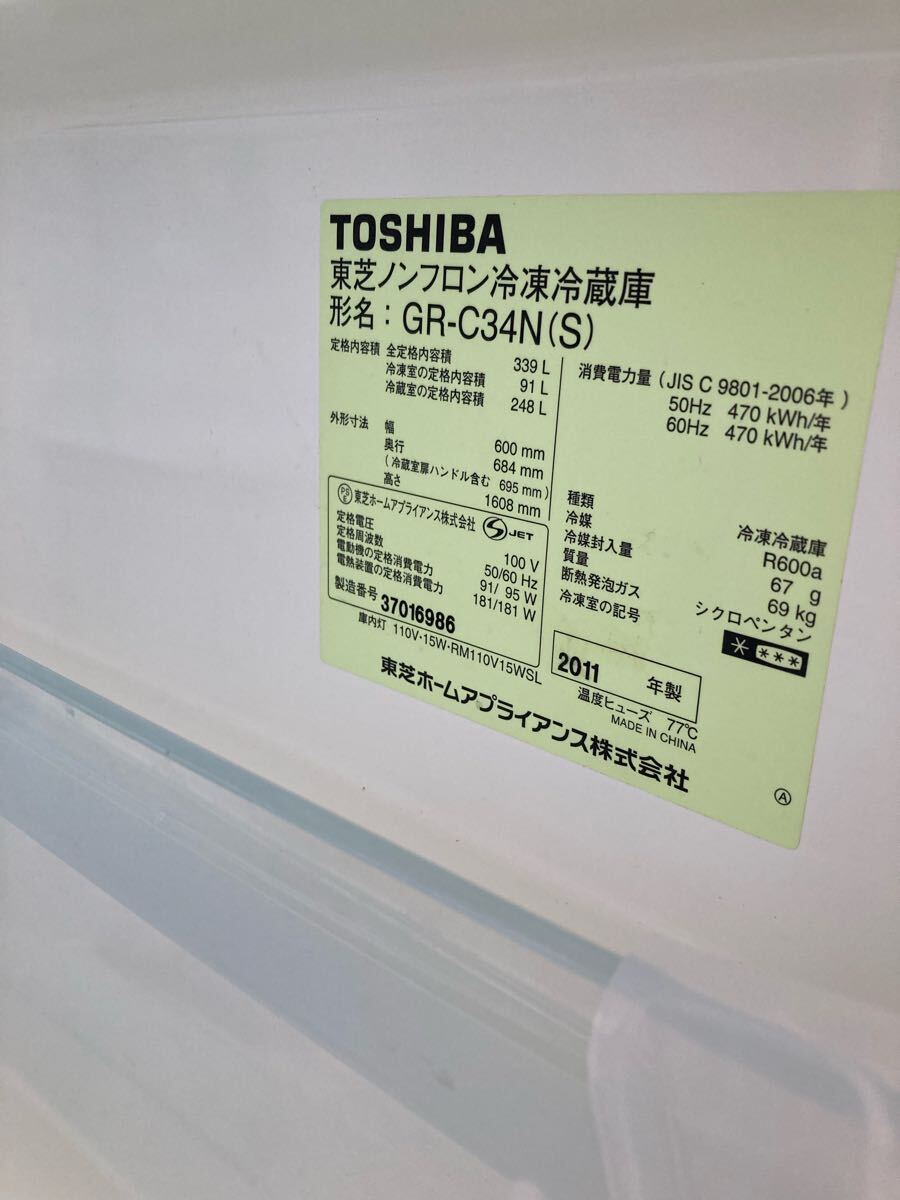 TOSHIBA
東芝ノンフロン冷凍冷蔵庫
形名：GR-C34N(S)
定格内容積 全定格内容積 339 L
冷凍室の定格内容積 91 L
冷蔵室の定格内容積 248 L
外形寸法 幅 600 mm
奥行 684 mm
（冷蔵室扉ハンドル含む 695 mm）
高さ 1608 mm
PS
E
東芝ホームアプライアンス株式会社
S JET
定格電圧 100 V
定格周波数 50/60 Hz
電動機の定格消費電力 91/ 95 W
電熱装置の定格消費電力 181/181 W
製造番号 37016986
庫内灯 110V･15W･RM110V15WSL
消費電力量（JIS C 9801-2006年）
50Hz 470 kWh/年
60Hz 470 kWh/年
種類 冷凍冷蔵庫
冷媒 R600a
冷媒封入量 67 g
質量 69 kg
断熱発泡ガス シクロペンタン
冷凍室の記号 * ***
2011 年製
温度ヒューズ 77℃
MADE IN CHINA
東芝ホームアプライアンス株式会社
Ⓐ